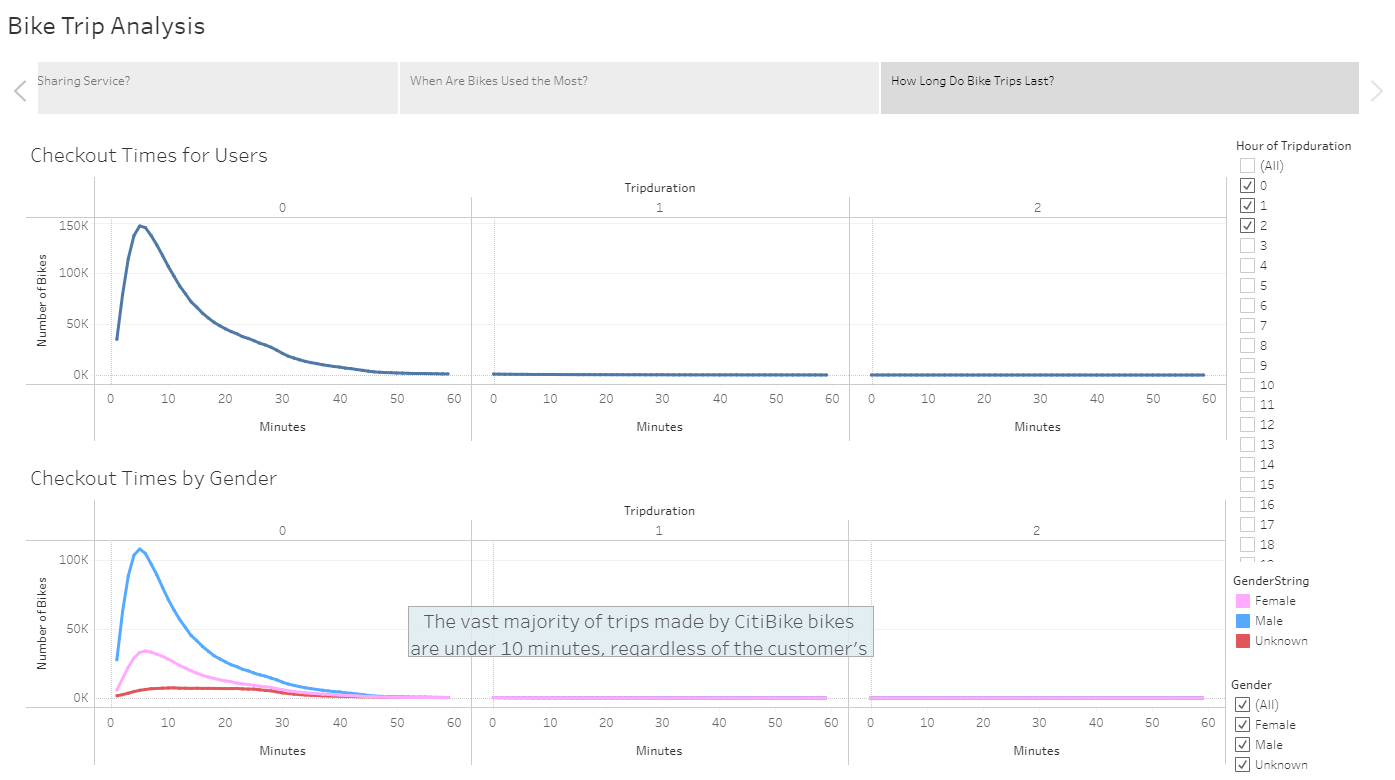 Bike Trip Analysis
Sharing Service?
When Are Bikes Used the Most?
How Long Do Bike Trips Last?
Checkout Times for Users
Tripduration
0
1
2
Number of Bikes
150K
100K
50K
0K
0 10 20 30 40 50 60
0 10 20 30 40 50 60
0 10 20 30 40 50 60
Minutes
Minutes
Minutes
Checkout Times by Gender
Tripduration
0
1
2
Number of Bikes
100K
50K
0K
The vast majority of trips made by CitiBike bikes
are under 10 minutes, regardless of the customer’s
0 10 20 30 40 50 60
0 10 20 30 40 50 60
0 10 20 30 40 50 60
Minutes
Minutes
Minutes
Hour of Tripduration
(All)
0
1
2
3
4
5
6
7
8
9
10
11
12
13
14
15
16
17
18
GenderString
Female
Male
Unknown
Gender
(All)
Female
Male
Unknown